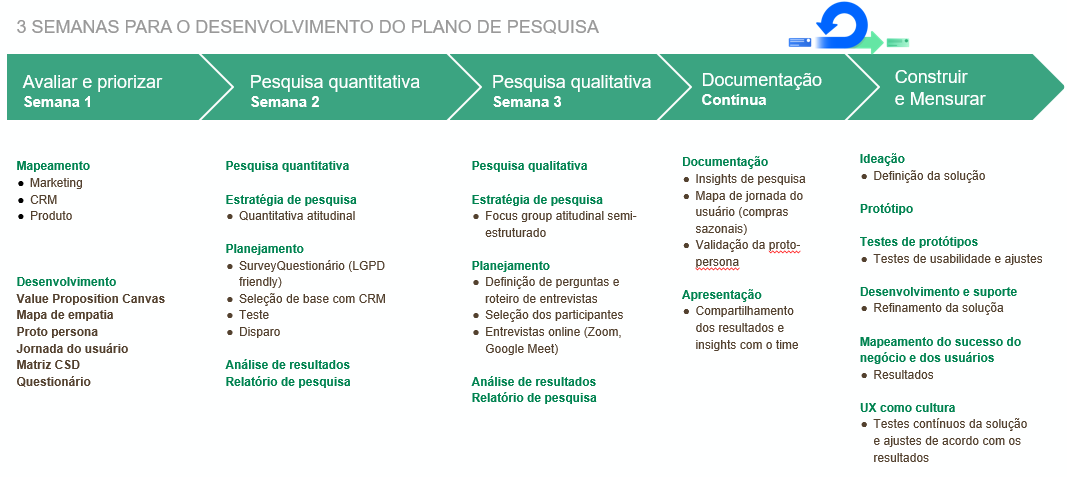 3 SEMANAS PARA O DESENVOLVIMENTO DO PLANO DE PESQUISA
Avaliar e priorizar
Semana 1
Pesquisa quantitativa
Semana 2
Pesquisa qualitativa
Semana 3
Documentação
Contínua
Construir
e Mensurar
Mapeamento
● Marketing
● CRM
● Produto
Desenvolvimento
Value Proposition Canvas
Mapa de empatia
Proto persona
Jornada do usuário
Matriz CSD
Questionário
Pesquisa quantitativa
Estratégia de pesquisa
● Quantitativa atitudinal
Planejamento
● SurveyQuestionário (LGPD
friendly)
● Seleção de base com CRM
● Teste
● Disparo
Análise de resultados
Relatório de pesquisa
Pesquisa qualitativa
Estratégia de pesquisa
● Focus group atitudinal semi-
estruturado
Planejamento
● Definição de perguntas e
roteiro de entrevistas
● Seleção dos participantes
● Entrevistas online (Zoom,
Google Meet)
Análise de resultados
Relatório de pesquisa
Documentação
● Insights de pesquisa
● Mapa de jornada do
usuário (compras
sazonais)
● Validação da proto-
persona
Apresentação
● Compartilhamento
dos resultados e
insights com o time
Ideação
● Definição da solução
Protótipo
Testes de protótipos
● Testes de usabilidade e ajustes
Desenvolvimento e suporte
● Refinamento da soluçãa
Mapeamento do sucesso do
negócio e dos usuários
● Resultados
UX como cultura
● Testes contínuos da solução
e ajustes de acordo com os
resultados